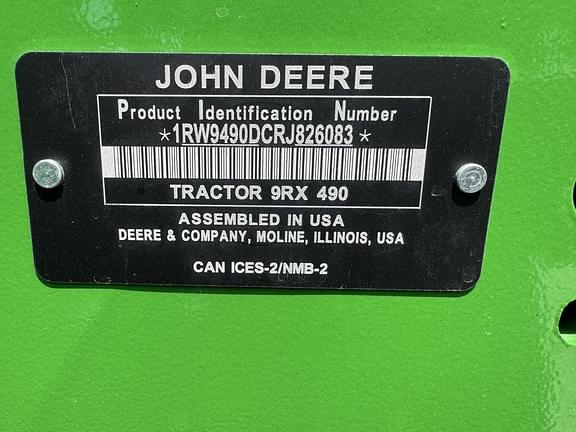 JOHN DEERE
Product Identification Number
*1RW9490DCRJ826083*
TRACTOR 9RX 490
ASSEMBLED IN USA
DEERE & COMPANY, MOLINE, ILLINOIS, USA
CAN ICES-2/NMB-2